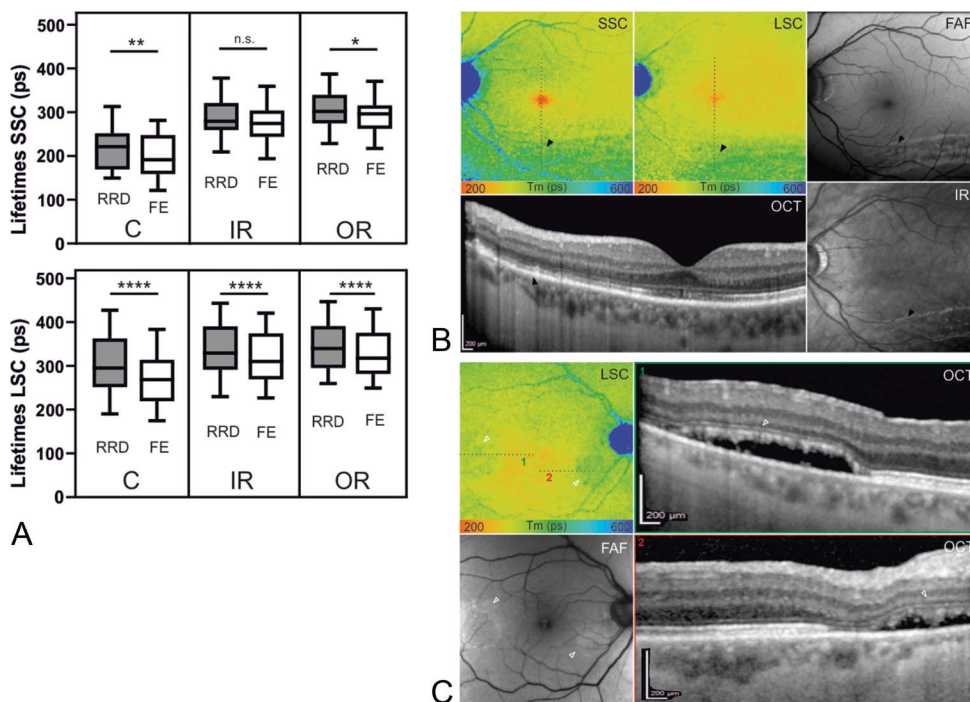 Lifetimes SSC (ps)
500
400
300
200
100
0
** n.s. *
RRD FE RRD FE RRD FE
C IR OR
Lifetimes LSC (ps)
500
400
300
200
100
0
**** **** ****
RRD FE RRD FE RRD FE
C IR OR
A
SSC LSC FAF
200 Tm (ps) 600
200 Tm (ps) 600
OCT
200 µm
IR
B
LSC
1
2
200 Tm (ps) 600
1 OCT
200 µm
FAF
2 OCT
200 µm
C